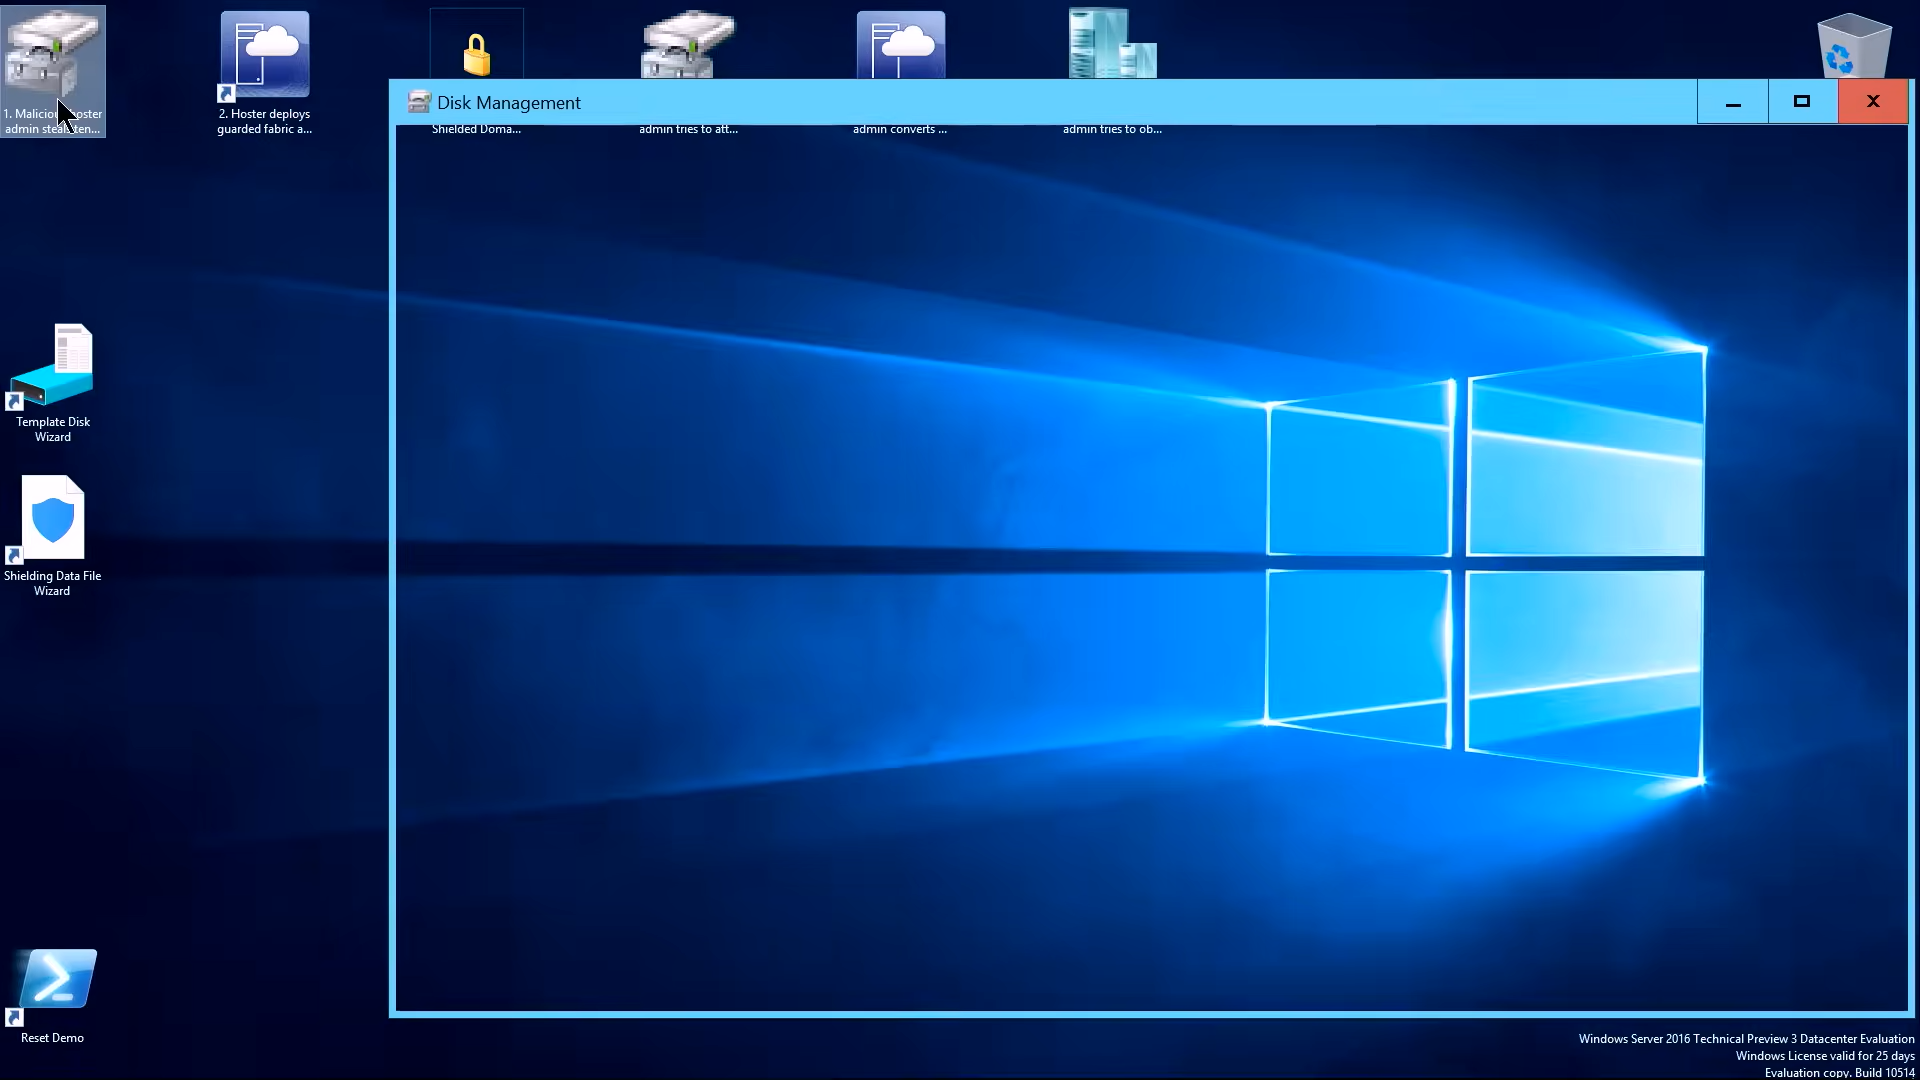 1. Malicious hoster
admin steals ten...
2. Hoster deploys
guarded fabric a...
Shielded Doma...
admin tries to att...
admin converts ...
admin tries to ob...
Disk Management
Template Disk
Wizard
Shielding Data File
Wizard
Reset Demo
Windows Server 2016 Technical Preview 3 Datacenter Evaluation
Windows License valid for 25 days
Evaluation copy. Build 10514